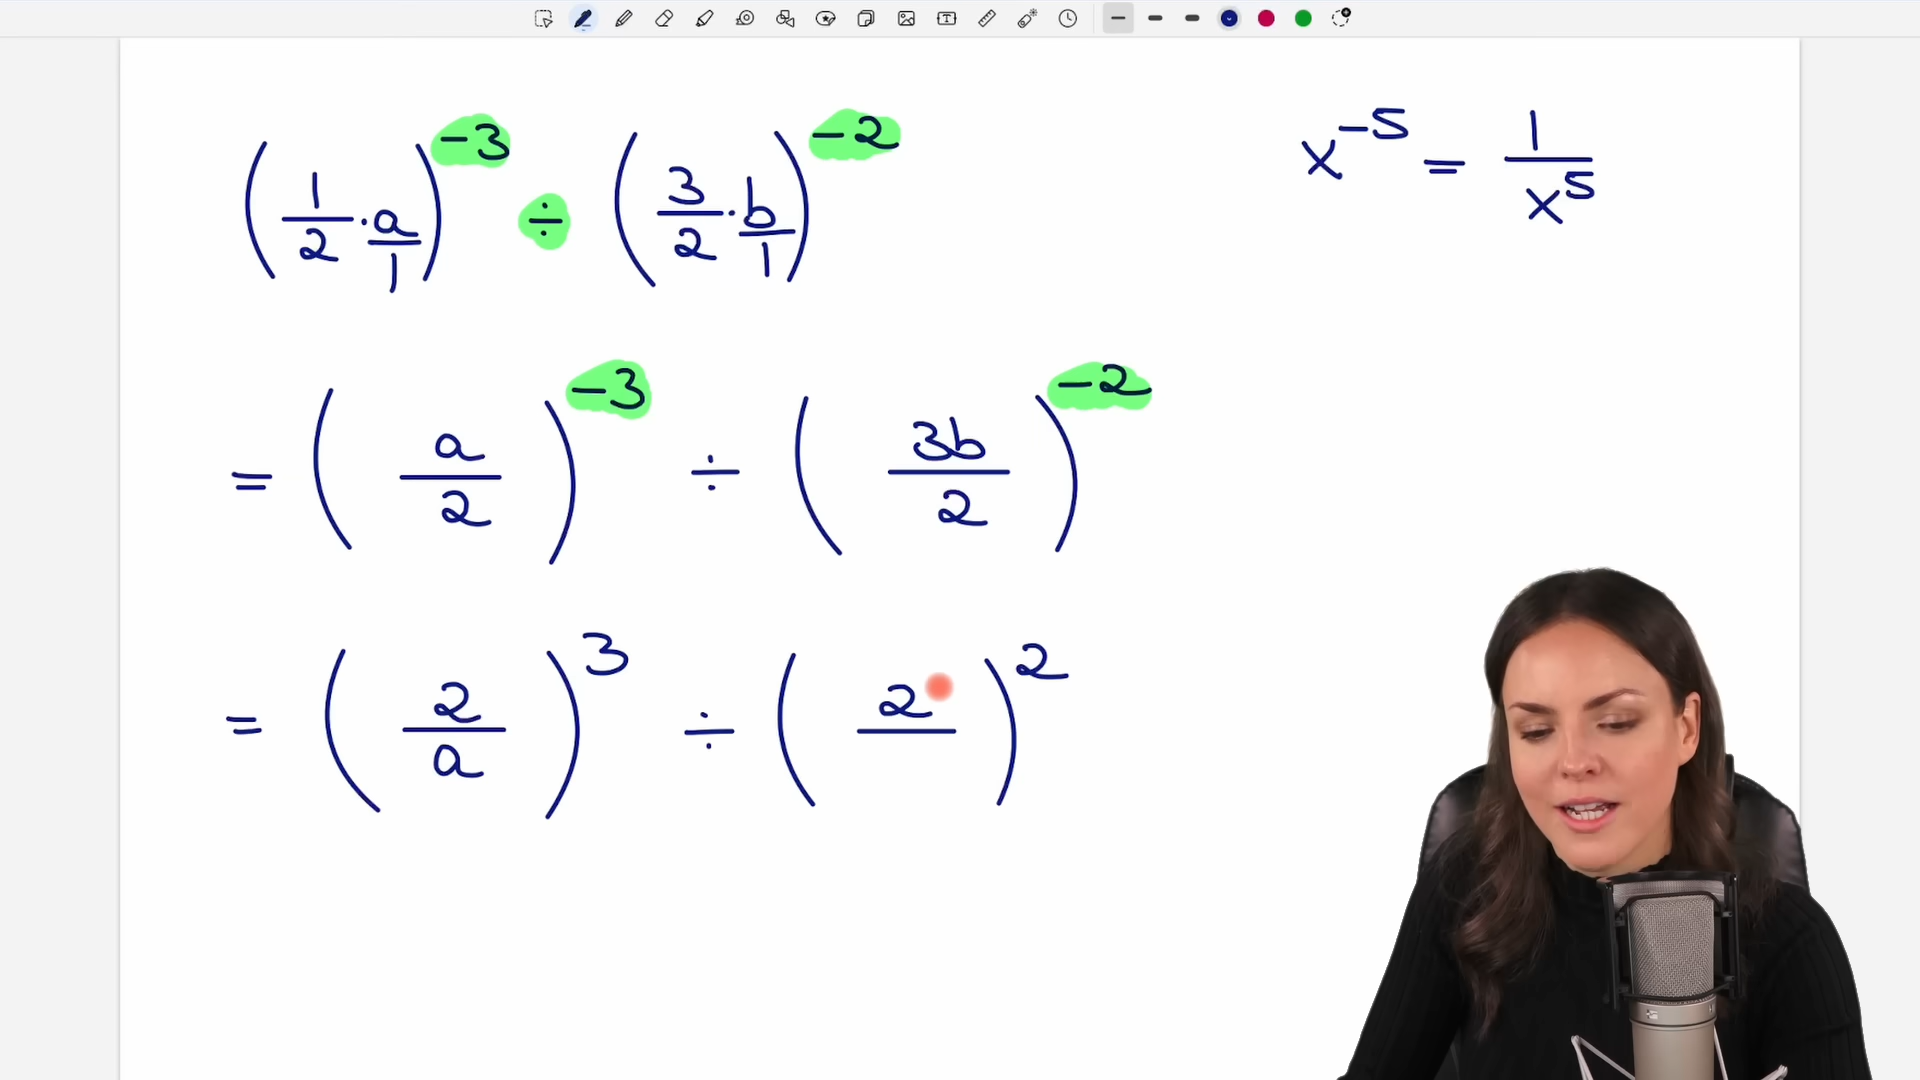 (1/2 · a/1)^-3 ÷ (3/2 · b/1)^-2
x^-5 = 1/x^5
= (a/2)^-3 ÷ (3b/2)^-2
= (2/a)^3 ÷ (2/ )^2